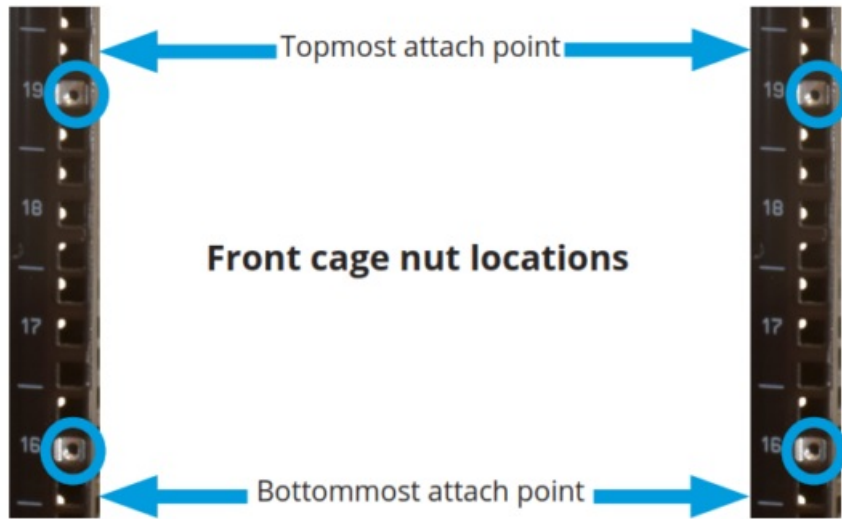 Topmost attach point
19 19
18 18
Front cage nut locations
17 17
16 16
Bottommost attach point